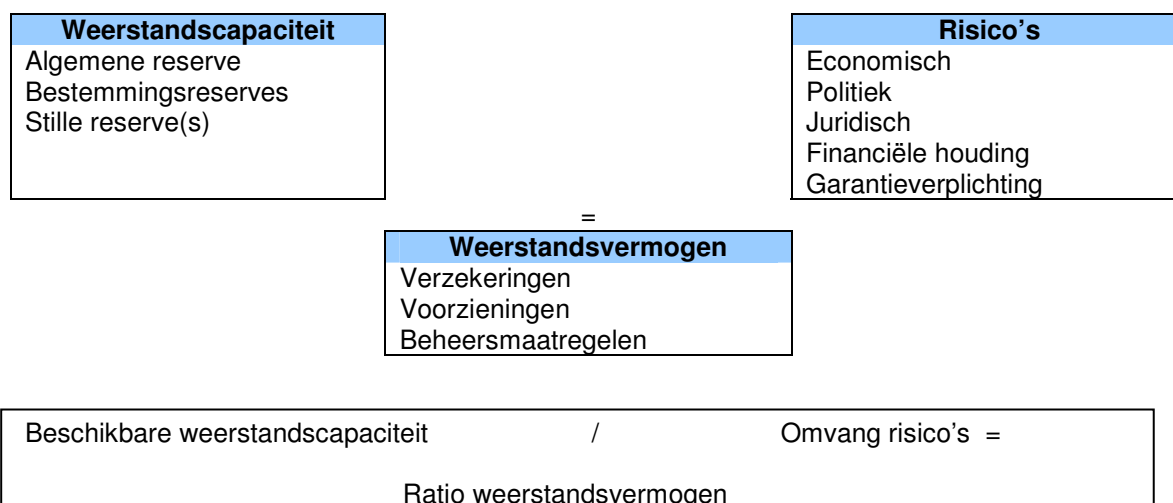 Weerstandscapaciteit
Algemene reserve
Bestemmingsreserves
Stille reserve(s)
Risico's
Economisch
Politiek
Juridisch
Financiële houding
Garantieverplichting
=
Weerstandsvermogen
Verzekeringen
Voorzieningen
Beheersmaatregelen
Beschikbare weerstandscapaciteit / Omvang risico's =
Ratio weerstandsvermogen